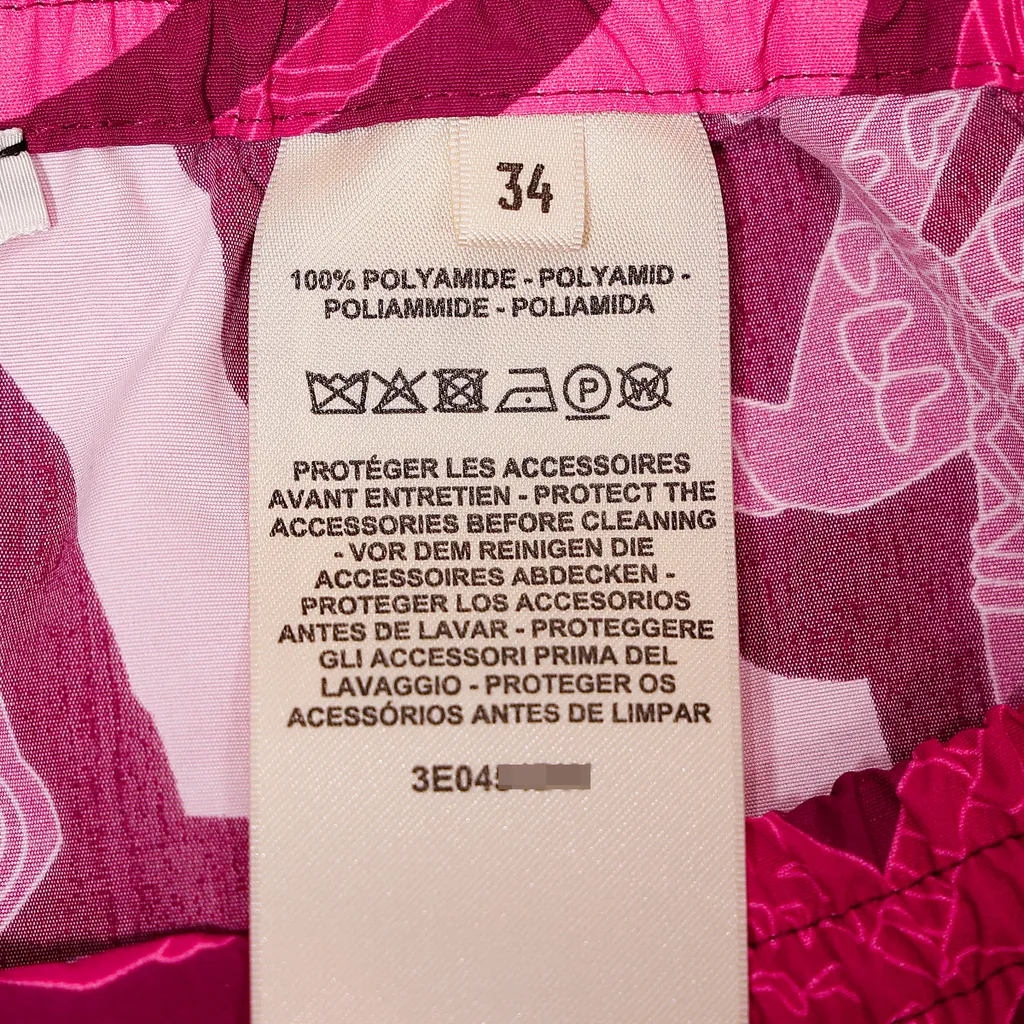 34
100% POLYAMIDE - POLYAMID -
POLIAMMIDE - POLIAMIDA
P W
PROTÉGER LES ACCESSOIRES
AVANT ENTRETIEN - PROTECT THE
ACCESSORIES BEFORE CLEANING
- VOR DEM REINIGEN DIE
ACCESSOIRES ABDECKEN -
PROTEGER LOS ACCESORIOS
ANTES DE LAVAR - PROTEGGERE
GLI ACCESSORI PRIMA DEL
LAVAGGIO - PROTEGER OS
ACESSÓRIOS ANTES DE LIMPAR